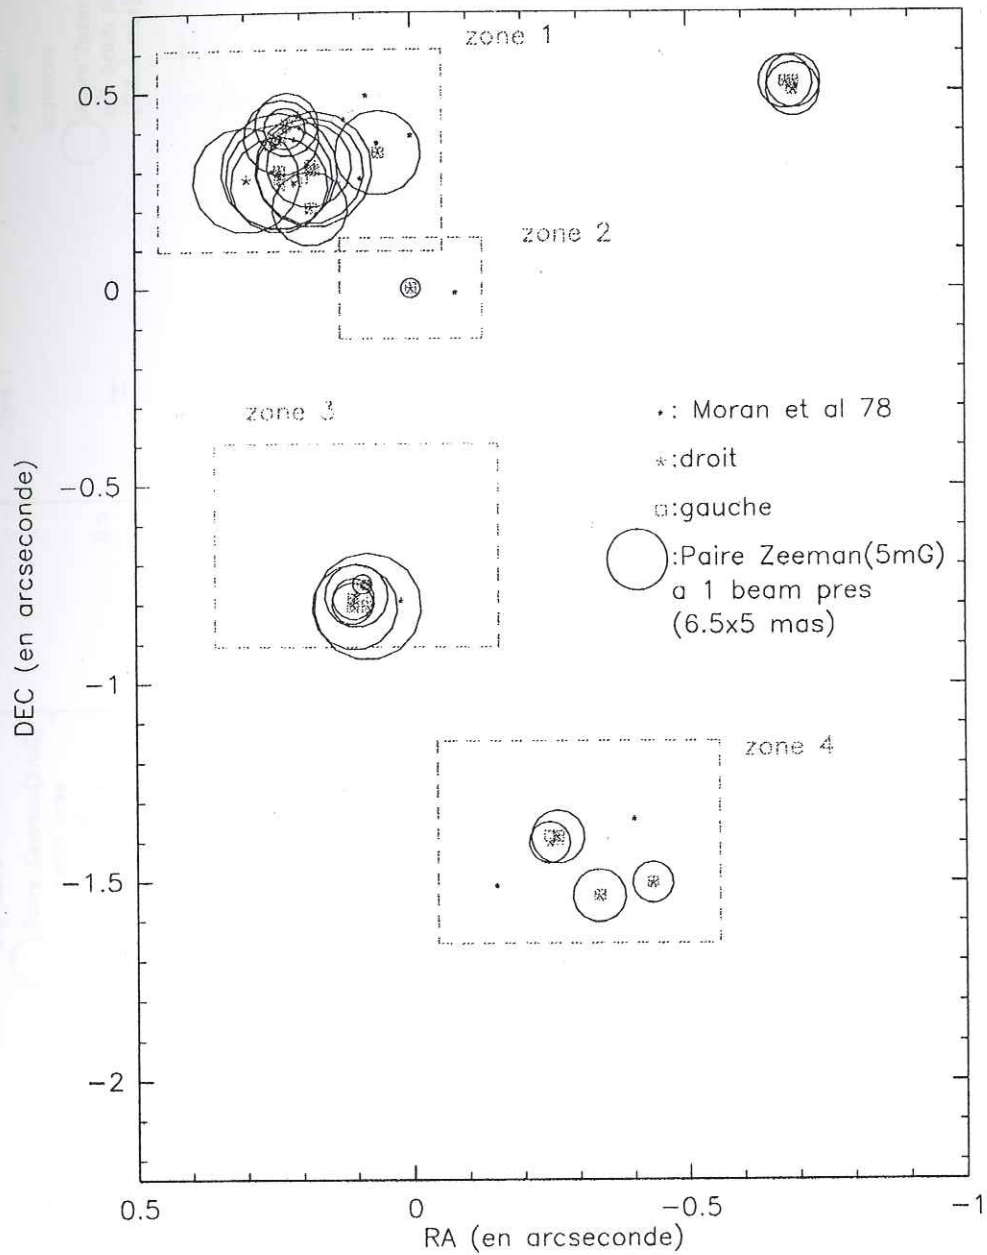 zone 1
0.5
zone 2
0
zone 3
•: Moran et al 78
*:droit
□:gauche
:Paire Zeeman(5mG)
a 1 beam pres
(6.5x5 mas)
−0.5
DEC (en arcseconde)
−1
zone 4
−1.5
−2
0.5
0
−0.5
−1
RA (en arcseconde)